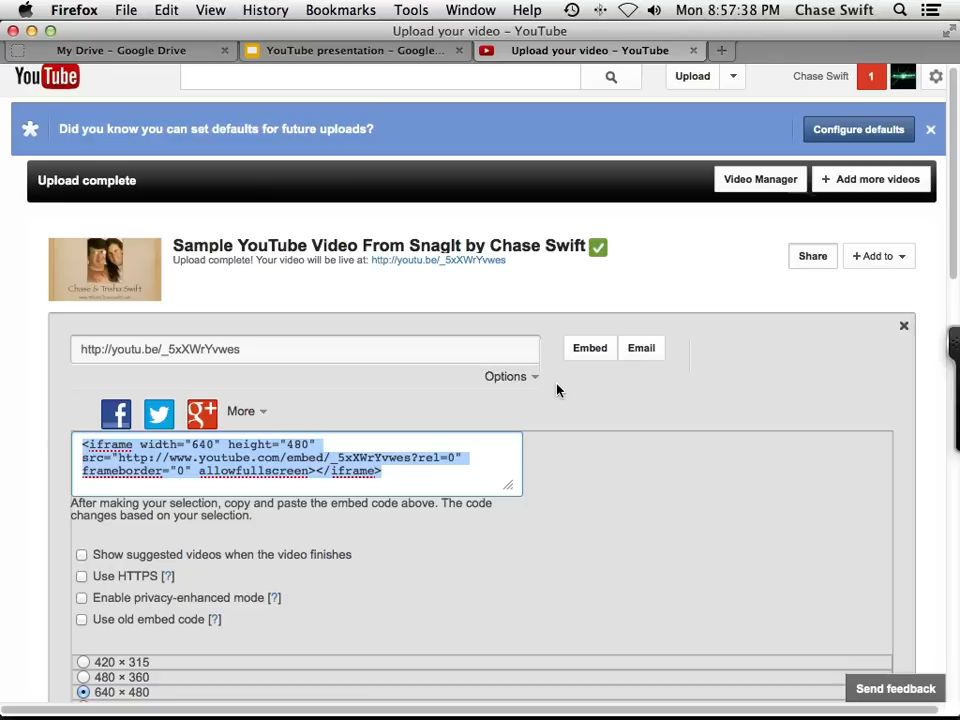 Firefox File Edit View History Bookmarks Tools Window Help Mon 8:57:38 PM Chase Swift
Upload your video – YouTube
My Drive – Google Drive
YouTube presentation – Google...
Upload your video – YouTube
YouTube Upload Chase Swift 1
Did you know you can set defaults for future uploads? Configure defaults
Upload complete Video Manager + Add more videos
Sample YouTube Video From SnagIt by Chase Swift
Upload complete! Your video will be live at: http://youtu.be/_5xXWrYvwes
Share + Add to
Chase & Trisha Swift
http://youtu.be/_5xXWrYvwes Embed Email
Options
f g+ More
<iframe width="640" height="480"
src="http://www.youtube.com/embed/_5xXWrYvwes?rel=0"
frameborder="0" allowfullscreen></iframe>
After making your selection, copy and paste the embed code above. The code
changes based on your selection.
Show suggested videos when the video finishes
Use HTTPS [?]
Enable privacy-enhanced mode [?]
Use old embed code [?]
420 × 315
480 × 360
640 × 480
Send feedback